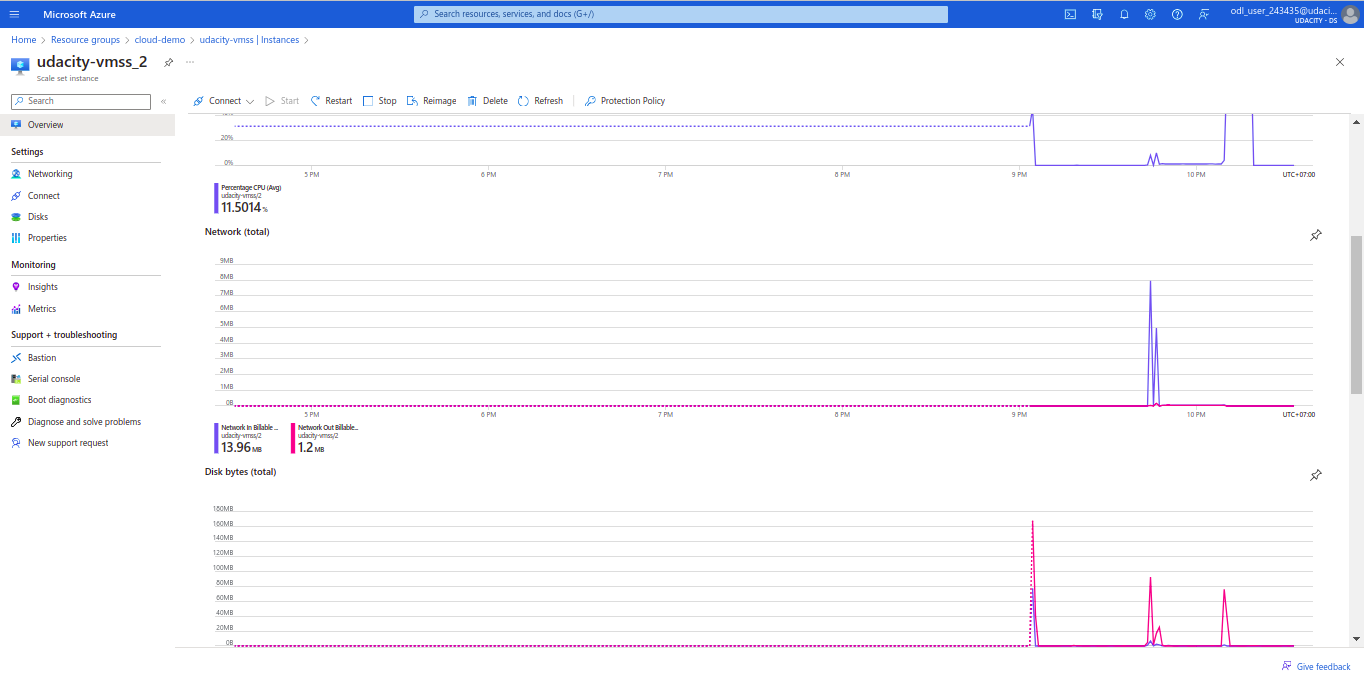 Microsoft Azure
Search resources, services, and docs (G+/)
odl_user_243435@udaci...
UDACITY - DS
Home > Resource groups > cloud-demo > udacity-vmss | Instances >
udacity-vmss_2
...
Scale set instance
Search
«
Connect
Start
Restart
Stop
Reimage
Delete
Refresh
Protection Policy
Overview
Settings
Networking
Connect
Disks
Properties
Monitoring
Insights
Metrics
Support + troubleshooting
Bastion
Serial console
Boot diagnostics
Diagnose and solve problems
New support request
20%
0%
5 PM
6 PM
7 PM
8 PM
9 PM
10 PM
UTC+07:00
Percentage CPU (Avg)
udacity-vmss/2
11.5014 %
Network (total)
9MB
8MB
7MB
6MB
5MB
4MB
3MB
2MB
1MB
0B
5 PM
6 PM
7 PM
8 PM
9 PM
10 PM
UTC+07:00
Network In Billable ...
udacity-vmss/2
13.96 MB
Network Out Billable...
udacity-vmss/2
1.2 MB
Disk bytes (total)
180MB
160MB
140MB
120MB
100MB
80MB
60MB
40MB
20MB
0B
Give feedback